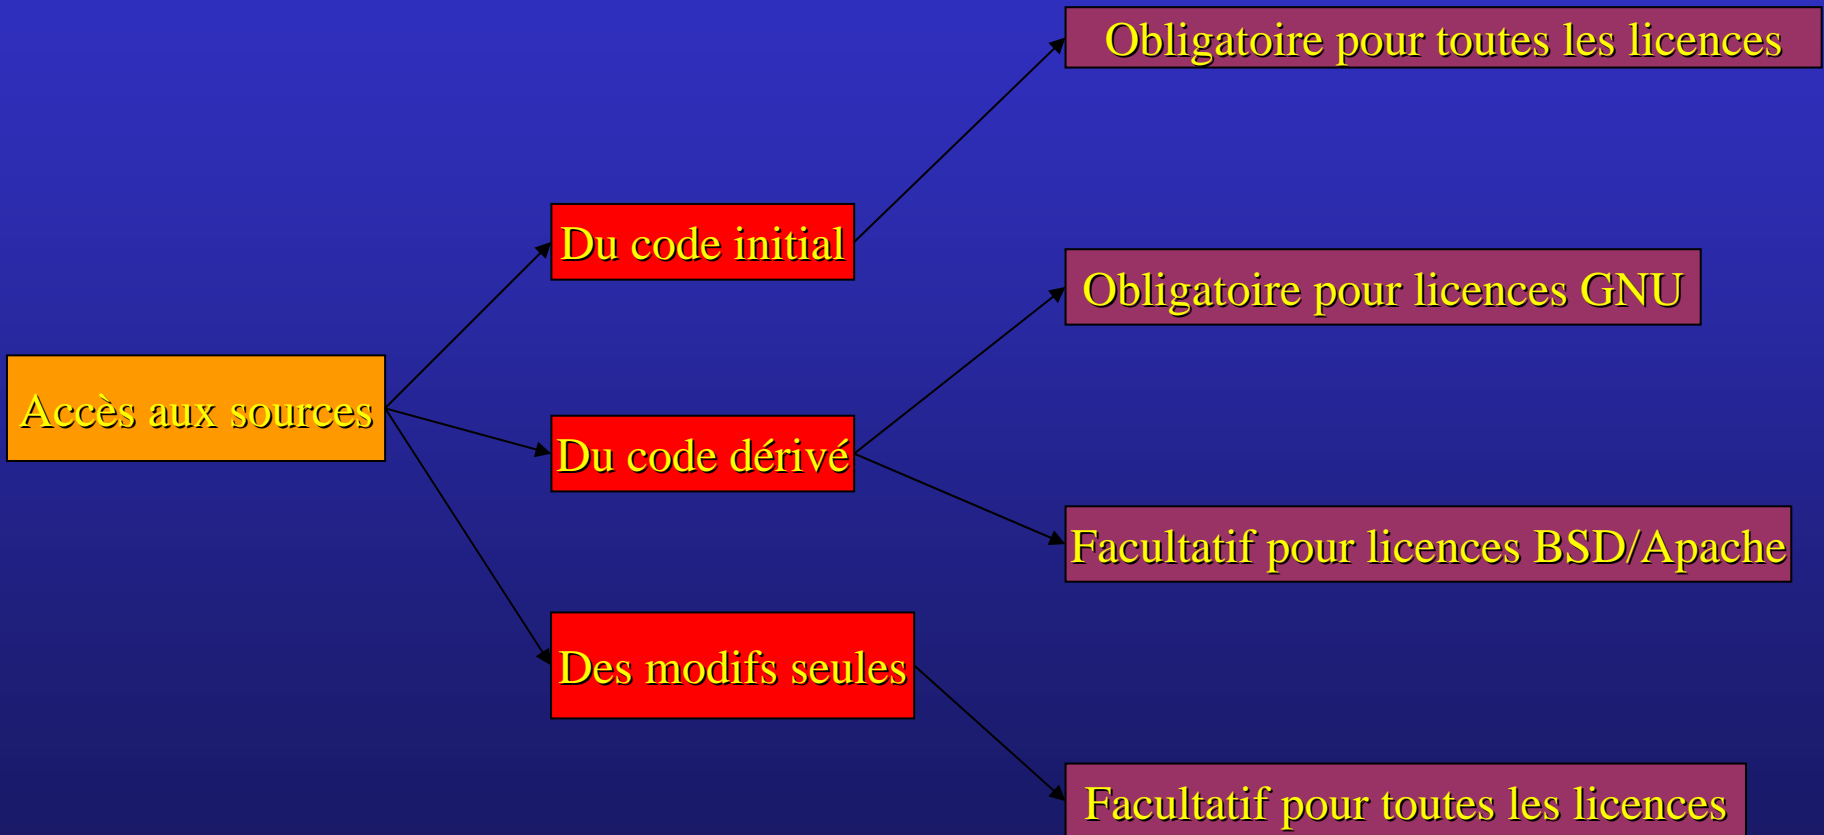 Obligatoire pour toutes les licences
Du code initial
Obligatoire pour licences GNU
Accès aux sources
Du code dérivé
Facultatif pour licences BSD/Apache
Des modifs seules
Facultatif pour toutes les licences